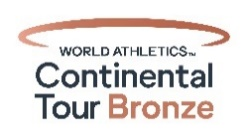 WORLD ATHLETICS™
Continental
Tour Bronze